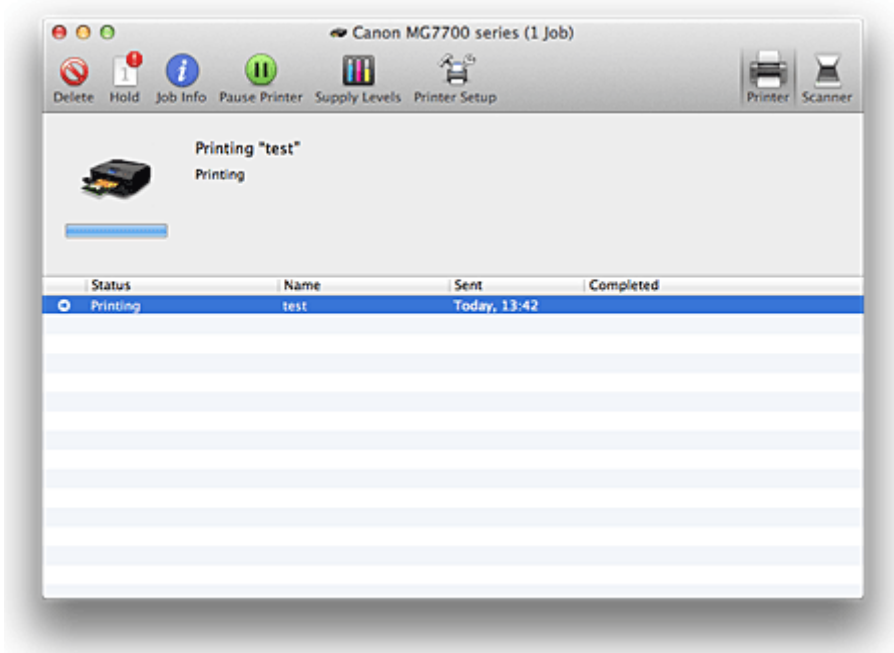 Canon MG7700 series (1 Job)
1
Delete Hold Job Info Pause Printer Supply Levels Printer Setup Printer Scanner
Printing "test"
Printing
Status Name Sent Completed
Printing test Today, 13:42